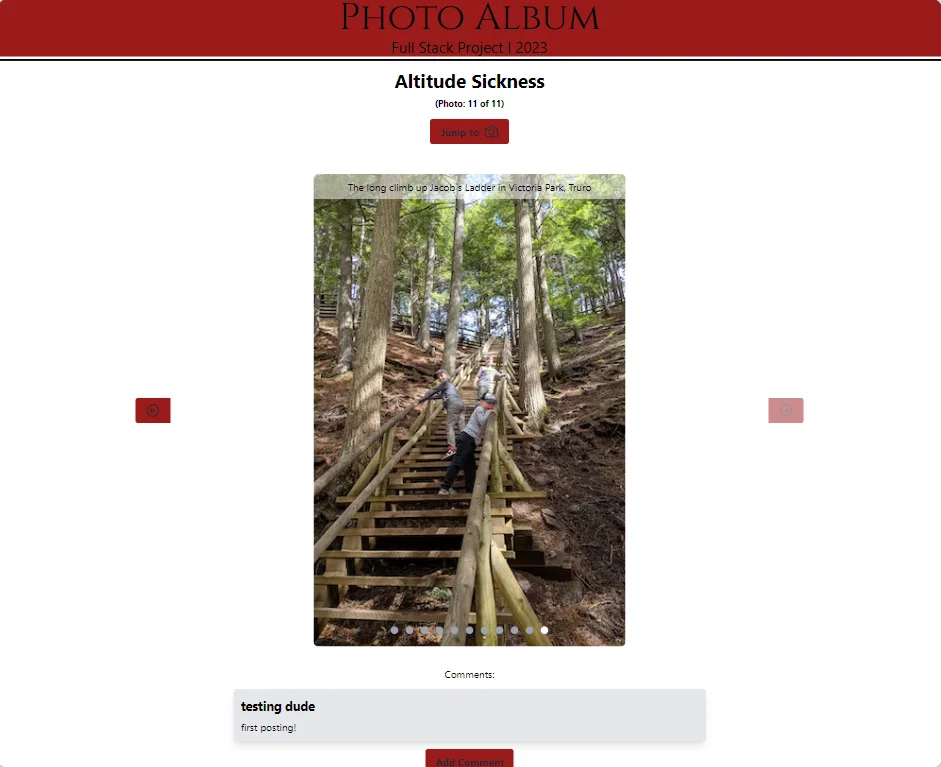 Photo Album
Full Stack Project | 2023
Altitude Sickness
(Photo: 11 of 11)
Jump to
The long climb up Jacob's Ladder in Victoria Park, Truro
Comments:
testing dude
first posting!
Add Comment